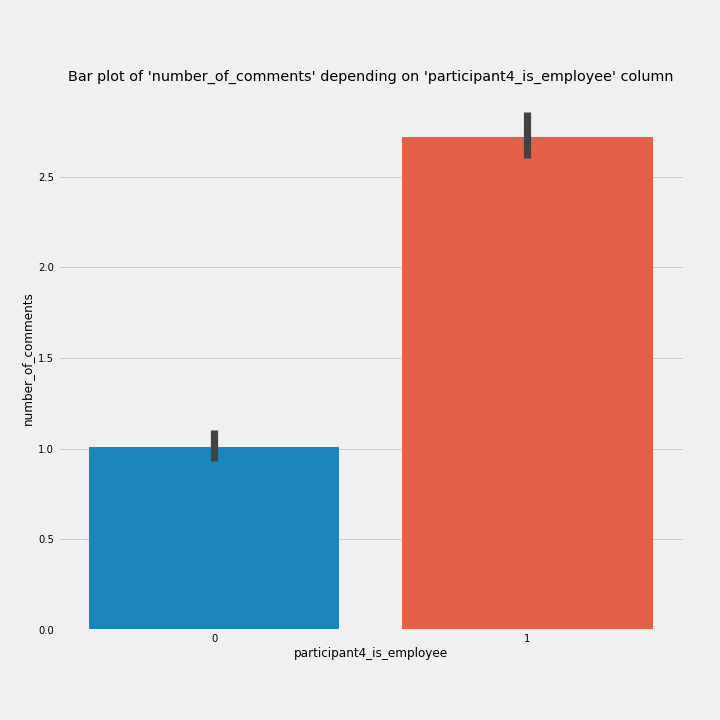 Bar plot of 'number_of_comments' depending on 'participant4_is_employee' column
number_of_comments
2.5
2.0
1.5
1.0
0.5
0.0
0 1
participant4_is_employee